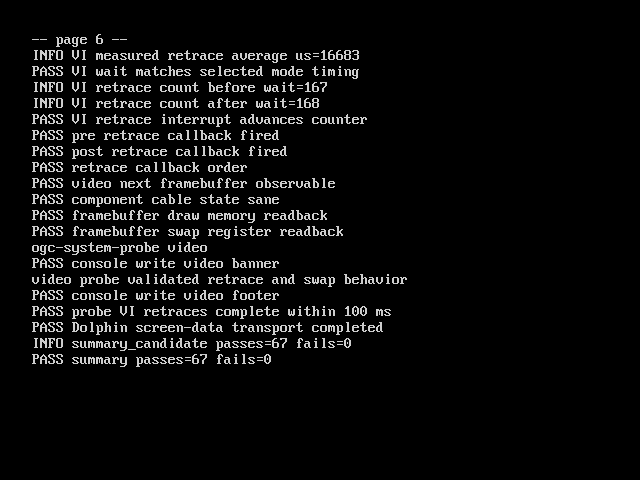 -- page 6 --
INFO VI measured retrace average us=16683
PASS VI wait matches selected mode timing
INFO VI retrace count before wait=167
INFO VI retrace count after wait=168
PASS VI retrace interrupt advances counter
PASS pre retrace callback fired
PASS post retrace callback fired
PASS retrace callback order
PASS video next framebuffer observable
PASS component cable state sane
PASS framebuffer draw memory readback
PASS framebuffer swap register readback
ogc-system-probe video
PASS console write video banner
video probe validated retrace and swap behavior
PASS console write video footer
PASS probe VI retraces complete within 100 ms
PASS Dolphin screen-data transport completed
INFO summary_candidate passes=67 fails=0
PASS summary passes=67 fails=0